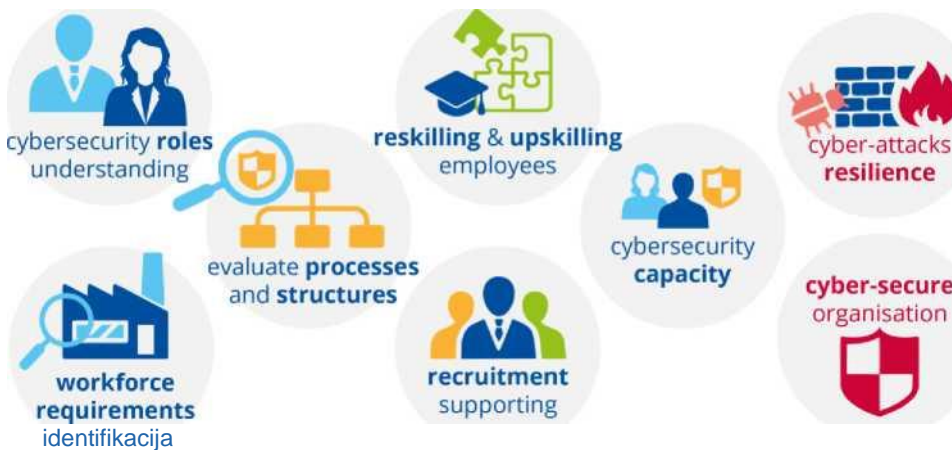 cybersecurity roles
understanding
workforce
requirements
identifikacija
evaluate processes
and structures
reskilling & upskilling
employees
recruitment
supporting
cybersecurity
capacity
cyber-attacks
resilience
cyber-secure
organisation